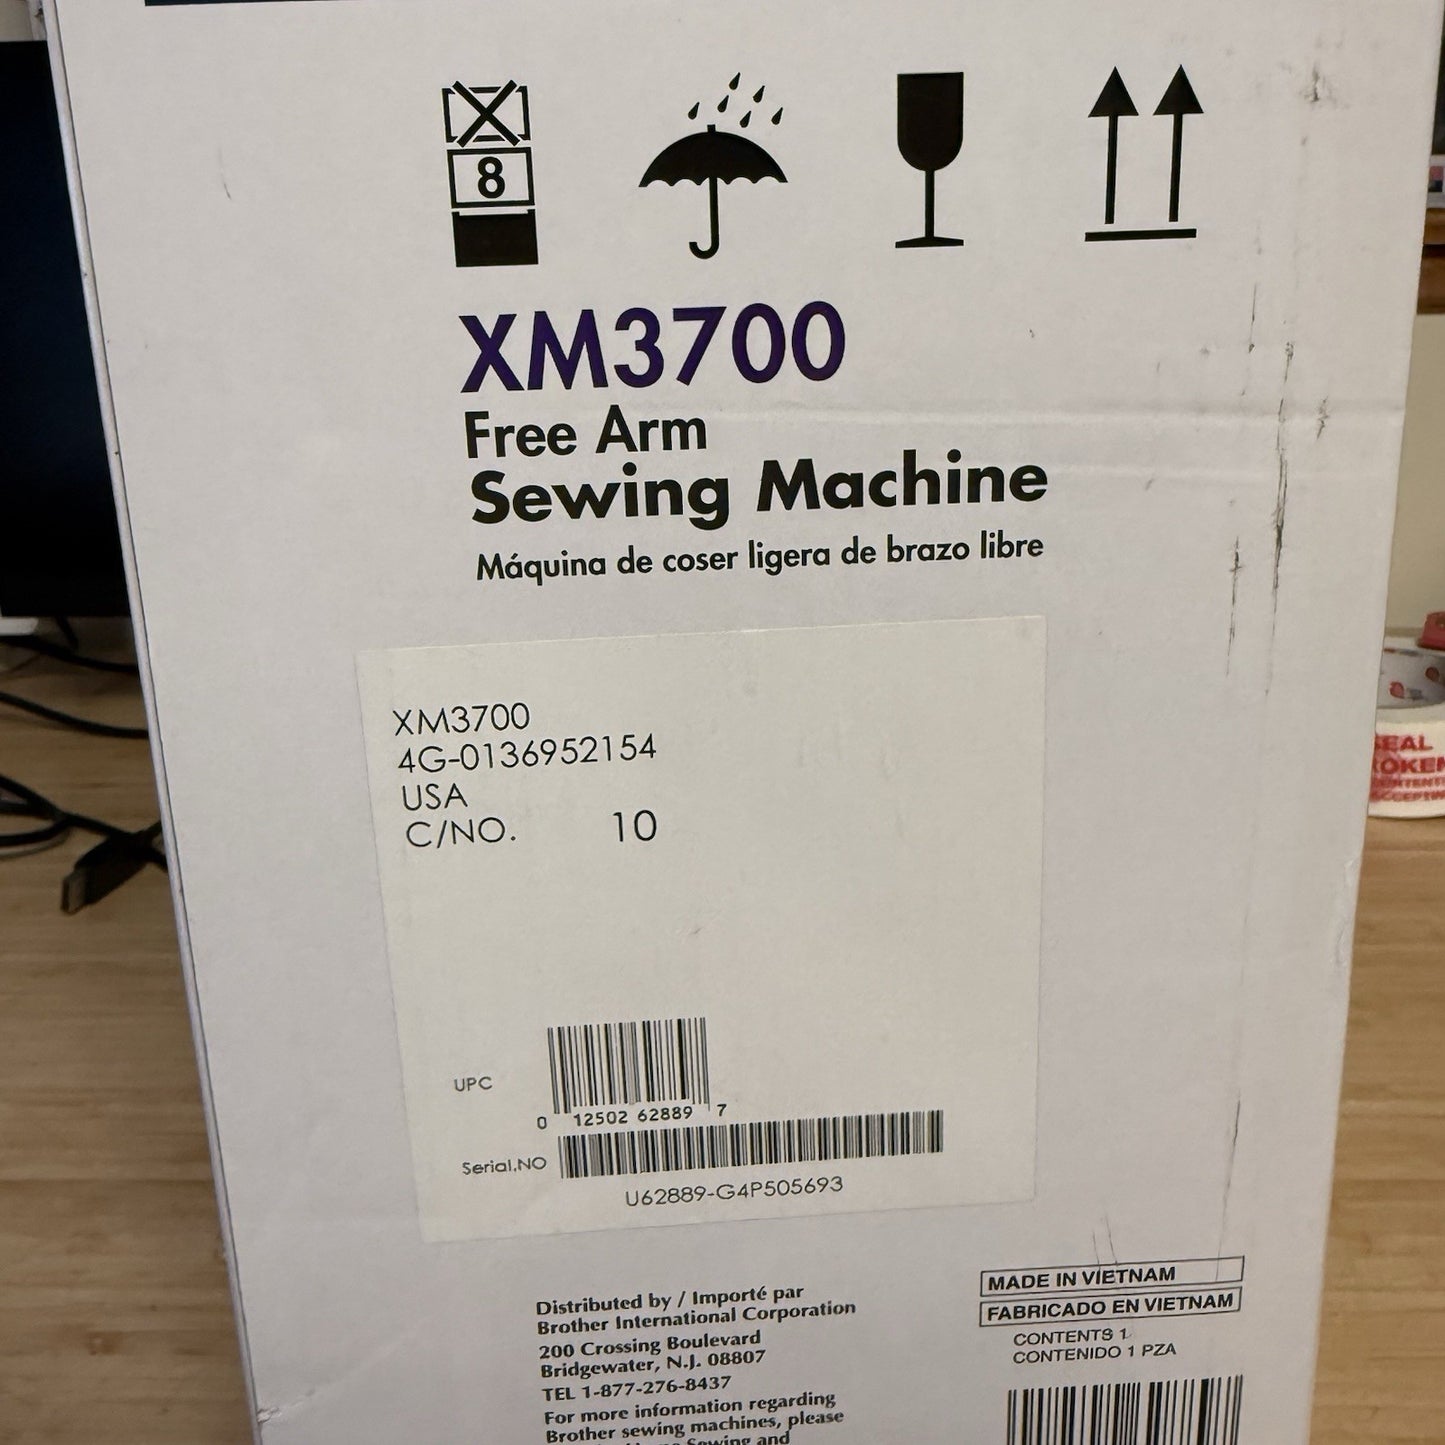 8
XM3700
Free Arm
Sewing Machine
Máquina de coser ligera de brazo libre
XM3700
4G-0136952154
USA
C/NO. 10
UPC
0 12502 62889 7
Serial.NO
U62889-G4P505693
Distributed by / Importé par
Brother International Corporation
200 Crossing Boulevard
Bridgewater, N.J. 08807
TEL 1-877-276-8437
For more information regarding
Brother sewing machines, please
Sewing and
MADE IN VIETNAM
FABRICADO EN VIETNAM
CONTENTS 1
CONTENIDO 1 PZA
SEAL